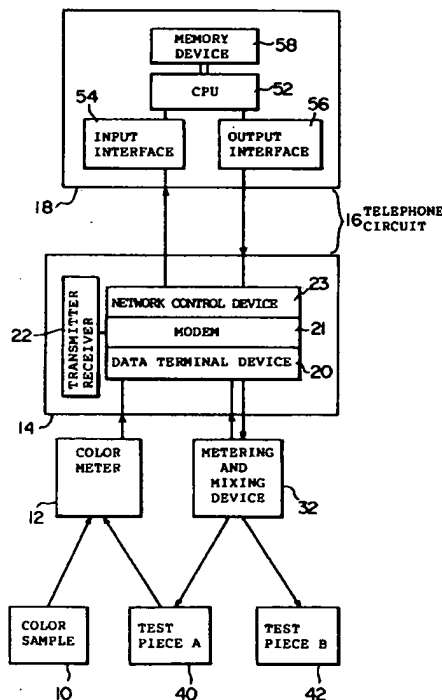 MEMORY
DEVICE
58
CPU
52
54
56
INPUT
INTERFACE
OUTPUT
INTERFACE
18
16 TELEPHONE
CIRCUIT
23
NETWORK CONTROL DEVICE
22
TRANSMITTER
RECEIVER
MODEM
21
DATA TERMINAL DEVICE
20
14
COLOR
METER
METERING
AND
MIXING
DEVICE
12
32
COLOR
SAMPLE
TEST
PIECE A
TEST
PIECE B
10
40
42